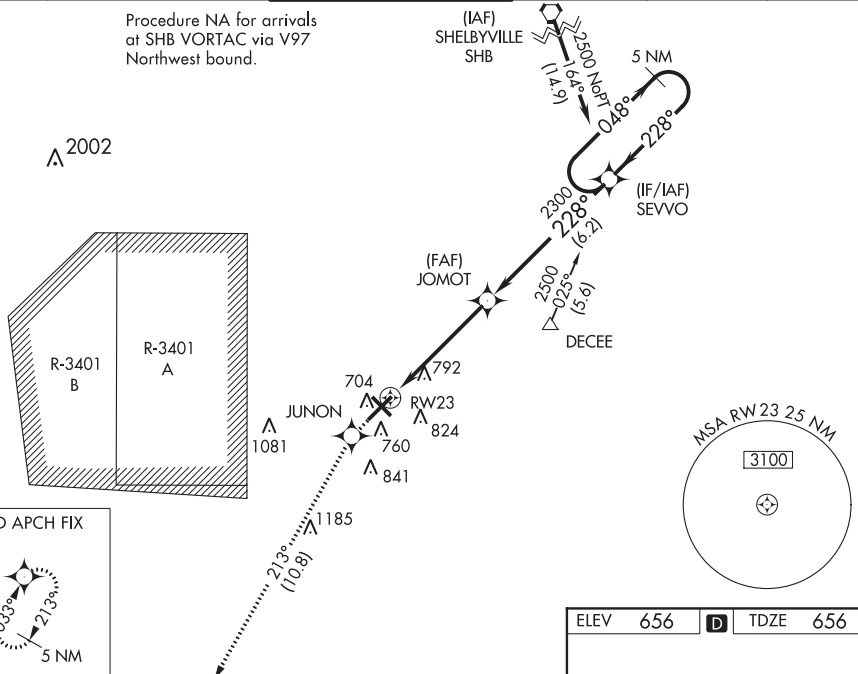 Procedure NA for arrivals
at SHB VORTAC via V97
Northwest bound.
(IAF)
SHELBYVILLE
SHB
2500 NoPT
164°
(14.9)
5 NM
048°
228°
(IF/IAF)
SEVVO
2300
228°
(6.2)
2002
(FAF)
JOMOT
2500
025°
(5.6)
DECEE
R-3401
B
R-3401
A
792
704
RW23
JUNON
824
1081
760
841
1185
213°
(10.8)
MSA RW 23 25 NM
3100
D APCH FIX
033°
213°
5 NM
ELEV 656 D TDZE 656